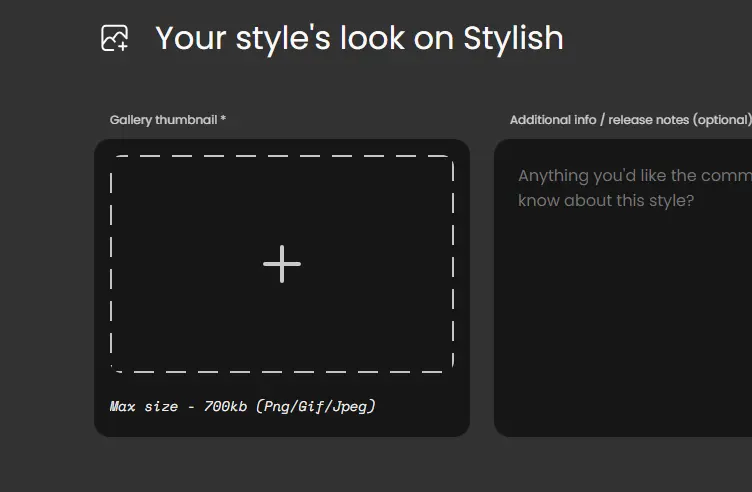 Your style's look on Stylish
Gallery thumbnail *
Max size - 700kb (Png/Gif/Jpeg)
Additional info / release notes (optional)
Anything you'd like the comm
know about this style?